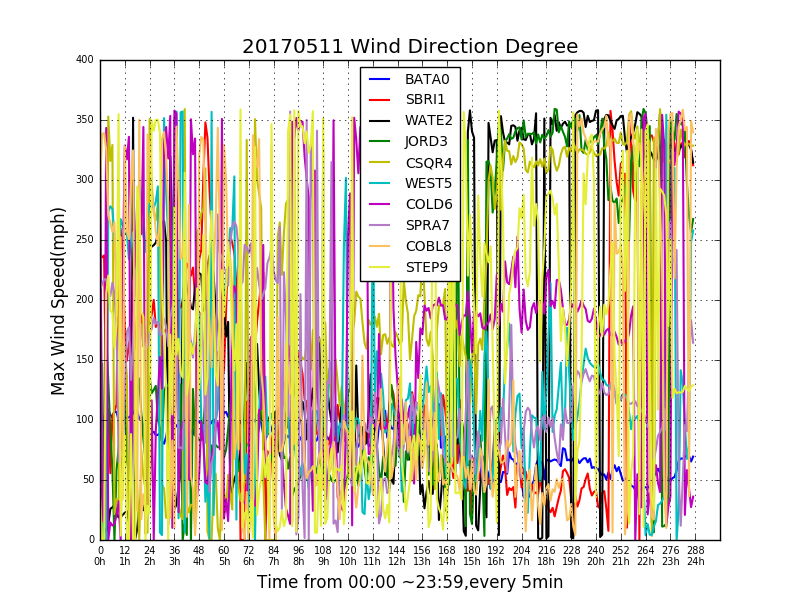 20170511 Wind Direction Degree
400
350
300
250
200
150
100
50
0
Max Wind Speed(mph)
BATA0
SBRI1
WATE2
JORD3
CSQR4
WEST5
COLD6
SPRA7
COBL8
STEP9
0 12 24 36 48 60 72 84 96 108 120 132 144 156 168 180 192 204 216 228 240 252 264 276 288
0h 1h 2h 3h 4h 5h 6h 7h 8h 9h 10h 11h 12h 13h 14h 15h 16h 17h 18h 19h 20h 21h 22h 23h 24h
Time from 00:00 ~23:59,every 5min